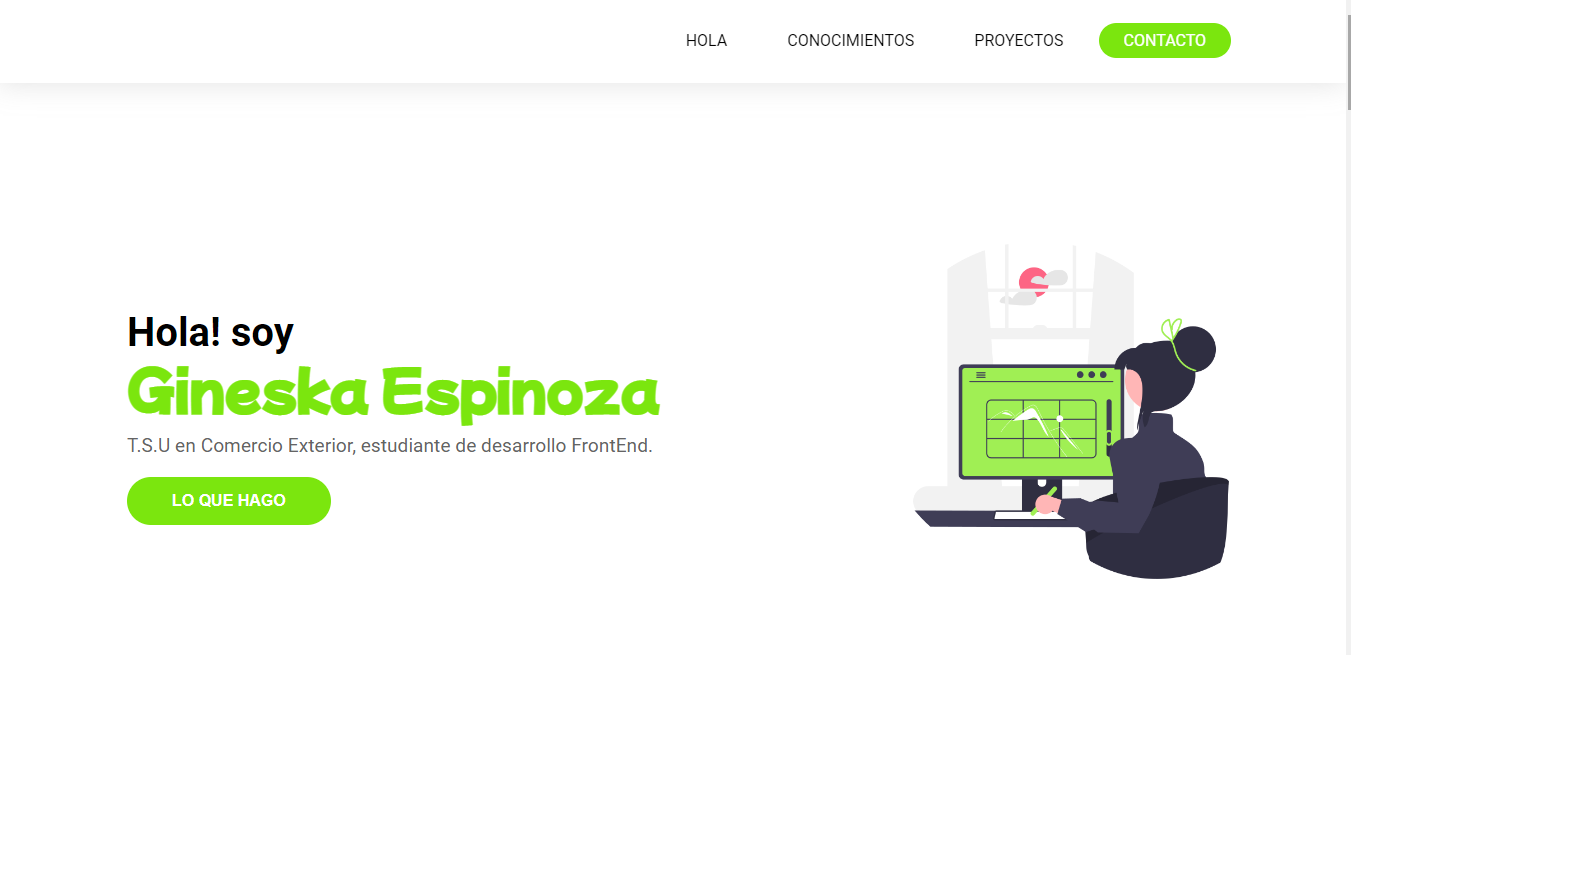 HOLA CONOCIMIENTOS PROYECTOS CONTACTO
Hola! soy
Gineska Espinoza
T.S.U en Comercio Exterior, estudiante de desarrollo FrontEnd.
LO QUE HAGO